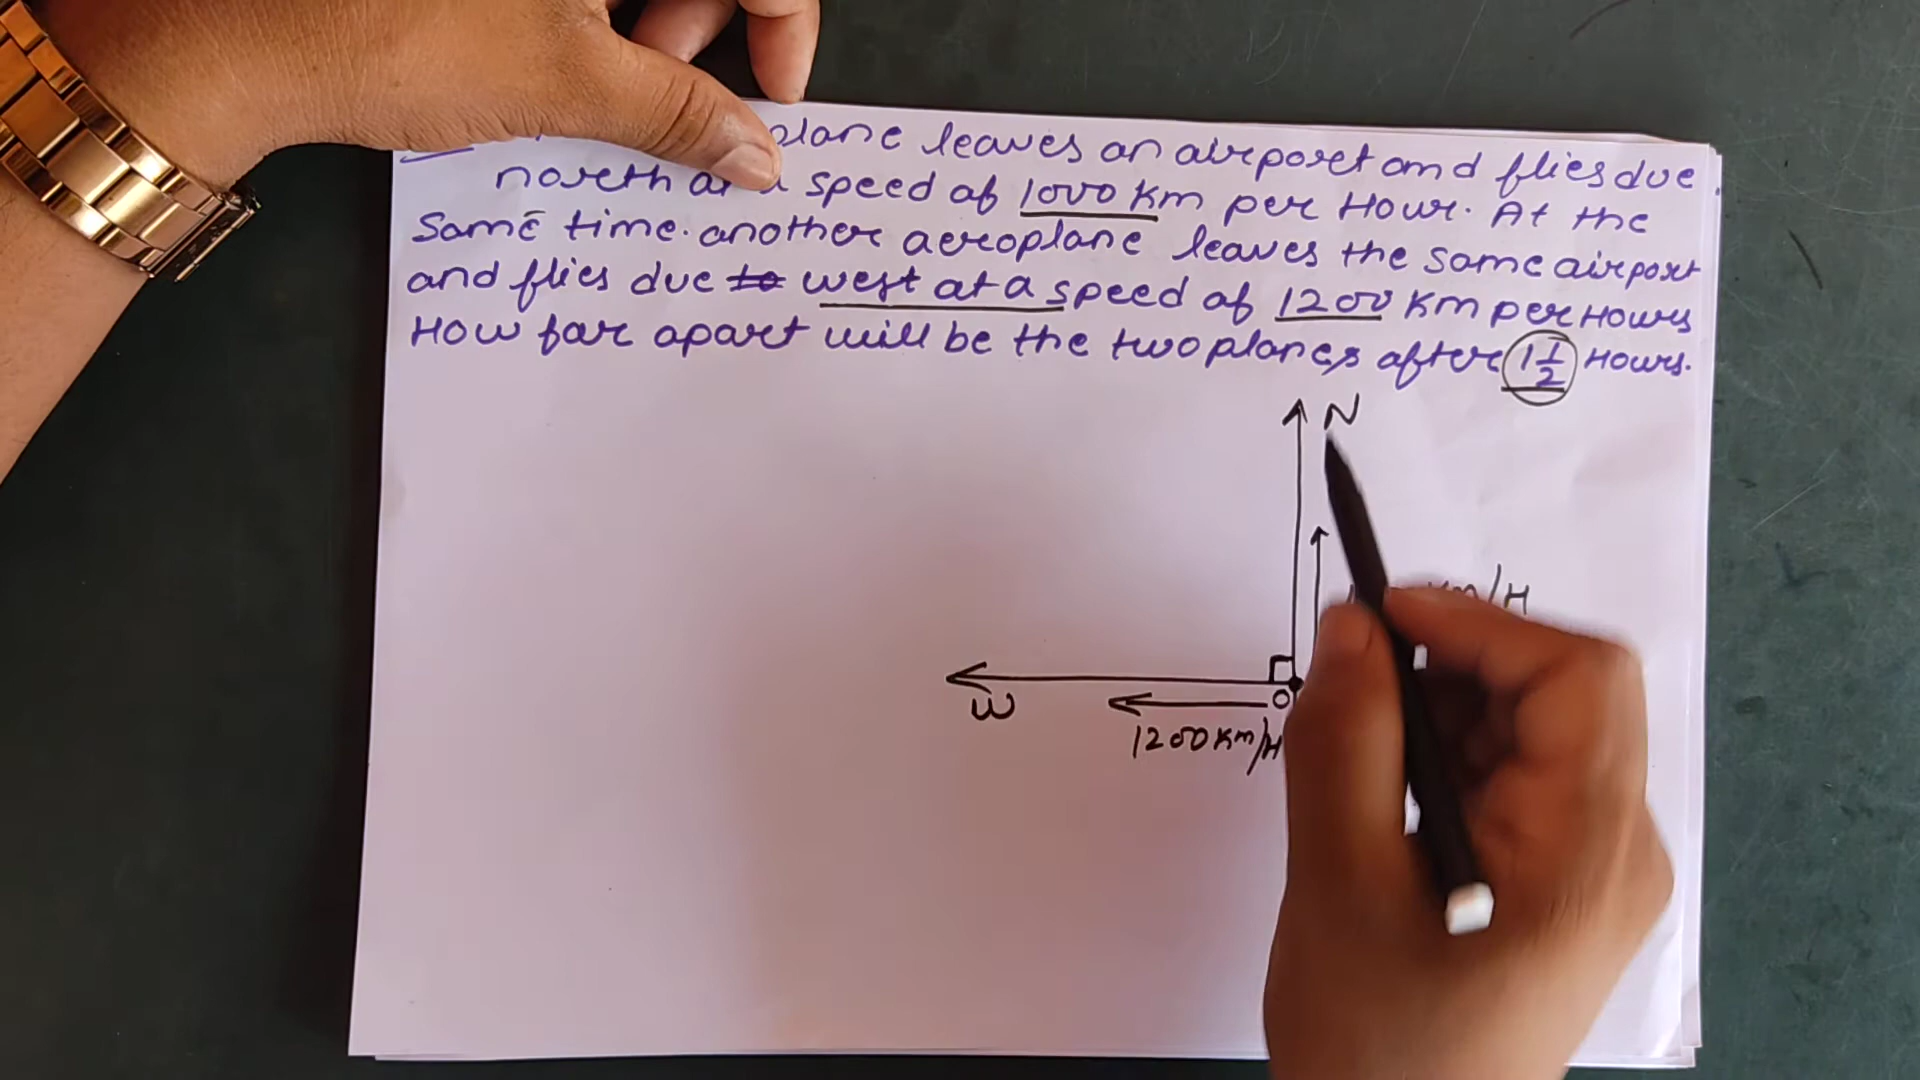 plane leaves an airport and flies due
north at a speed of 1000 Km per Hour. At the
Same time. another aeroplane leaves the same airport
and flies due to west at a speed of 1200 Km per Hours
How far apart will be the two planes after 1 1/2 Hours.
N
Km/H
W
O
1200 Km/H